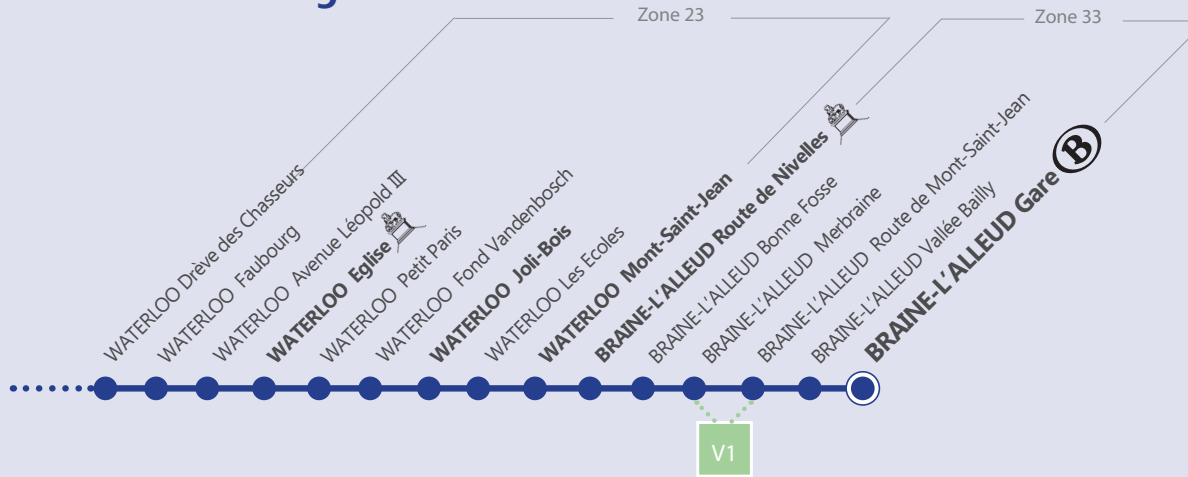 g
Zone 23
Zone 33
WATERLOO Drève des Chasseurs
WATERLOO Faubourg
WATERLOO Avenue Léopold III
WATERLOO Eglise
WATERLOO Petit Paris
WATERLOO Fond Vandenbosch
WATERLOO Joli-Bois
WATERLOO Les Ecoles
WATERLOO Mont-Saint-Jean
BRAINE-L'ALLEUD Route de Nivelles
BRAINE-L'ALLEUD Bonne Fosse
BRAINE-L'ALLEUD Merbraine
BRAINE-L'ALLEUD Route de Mont-Saint-Jean
BRAINE-L'ALLEUD Vallée Bailly
BRAINE-L'ALLEUD Gare
B
V1